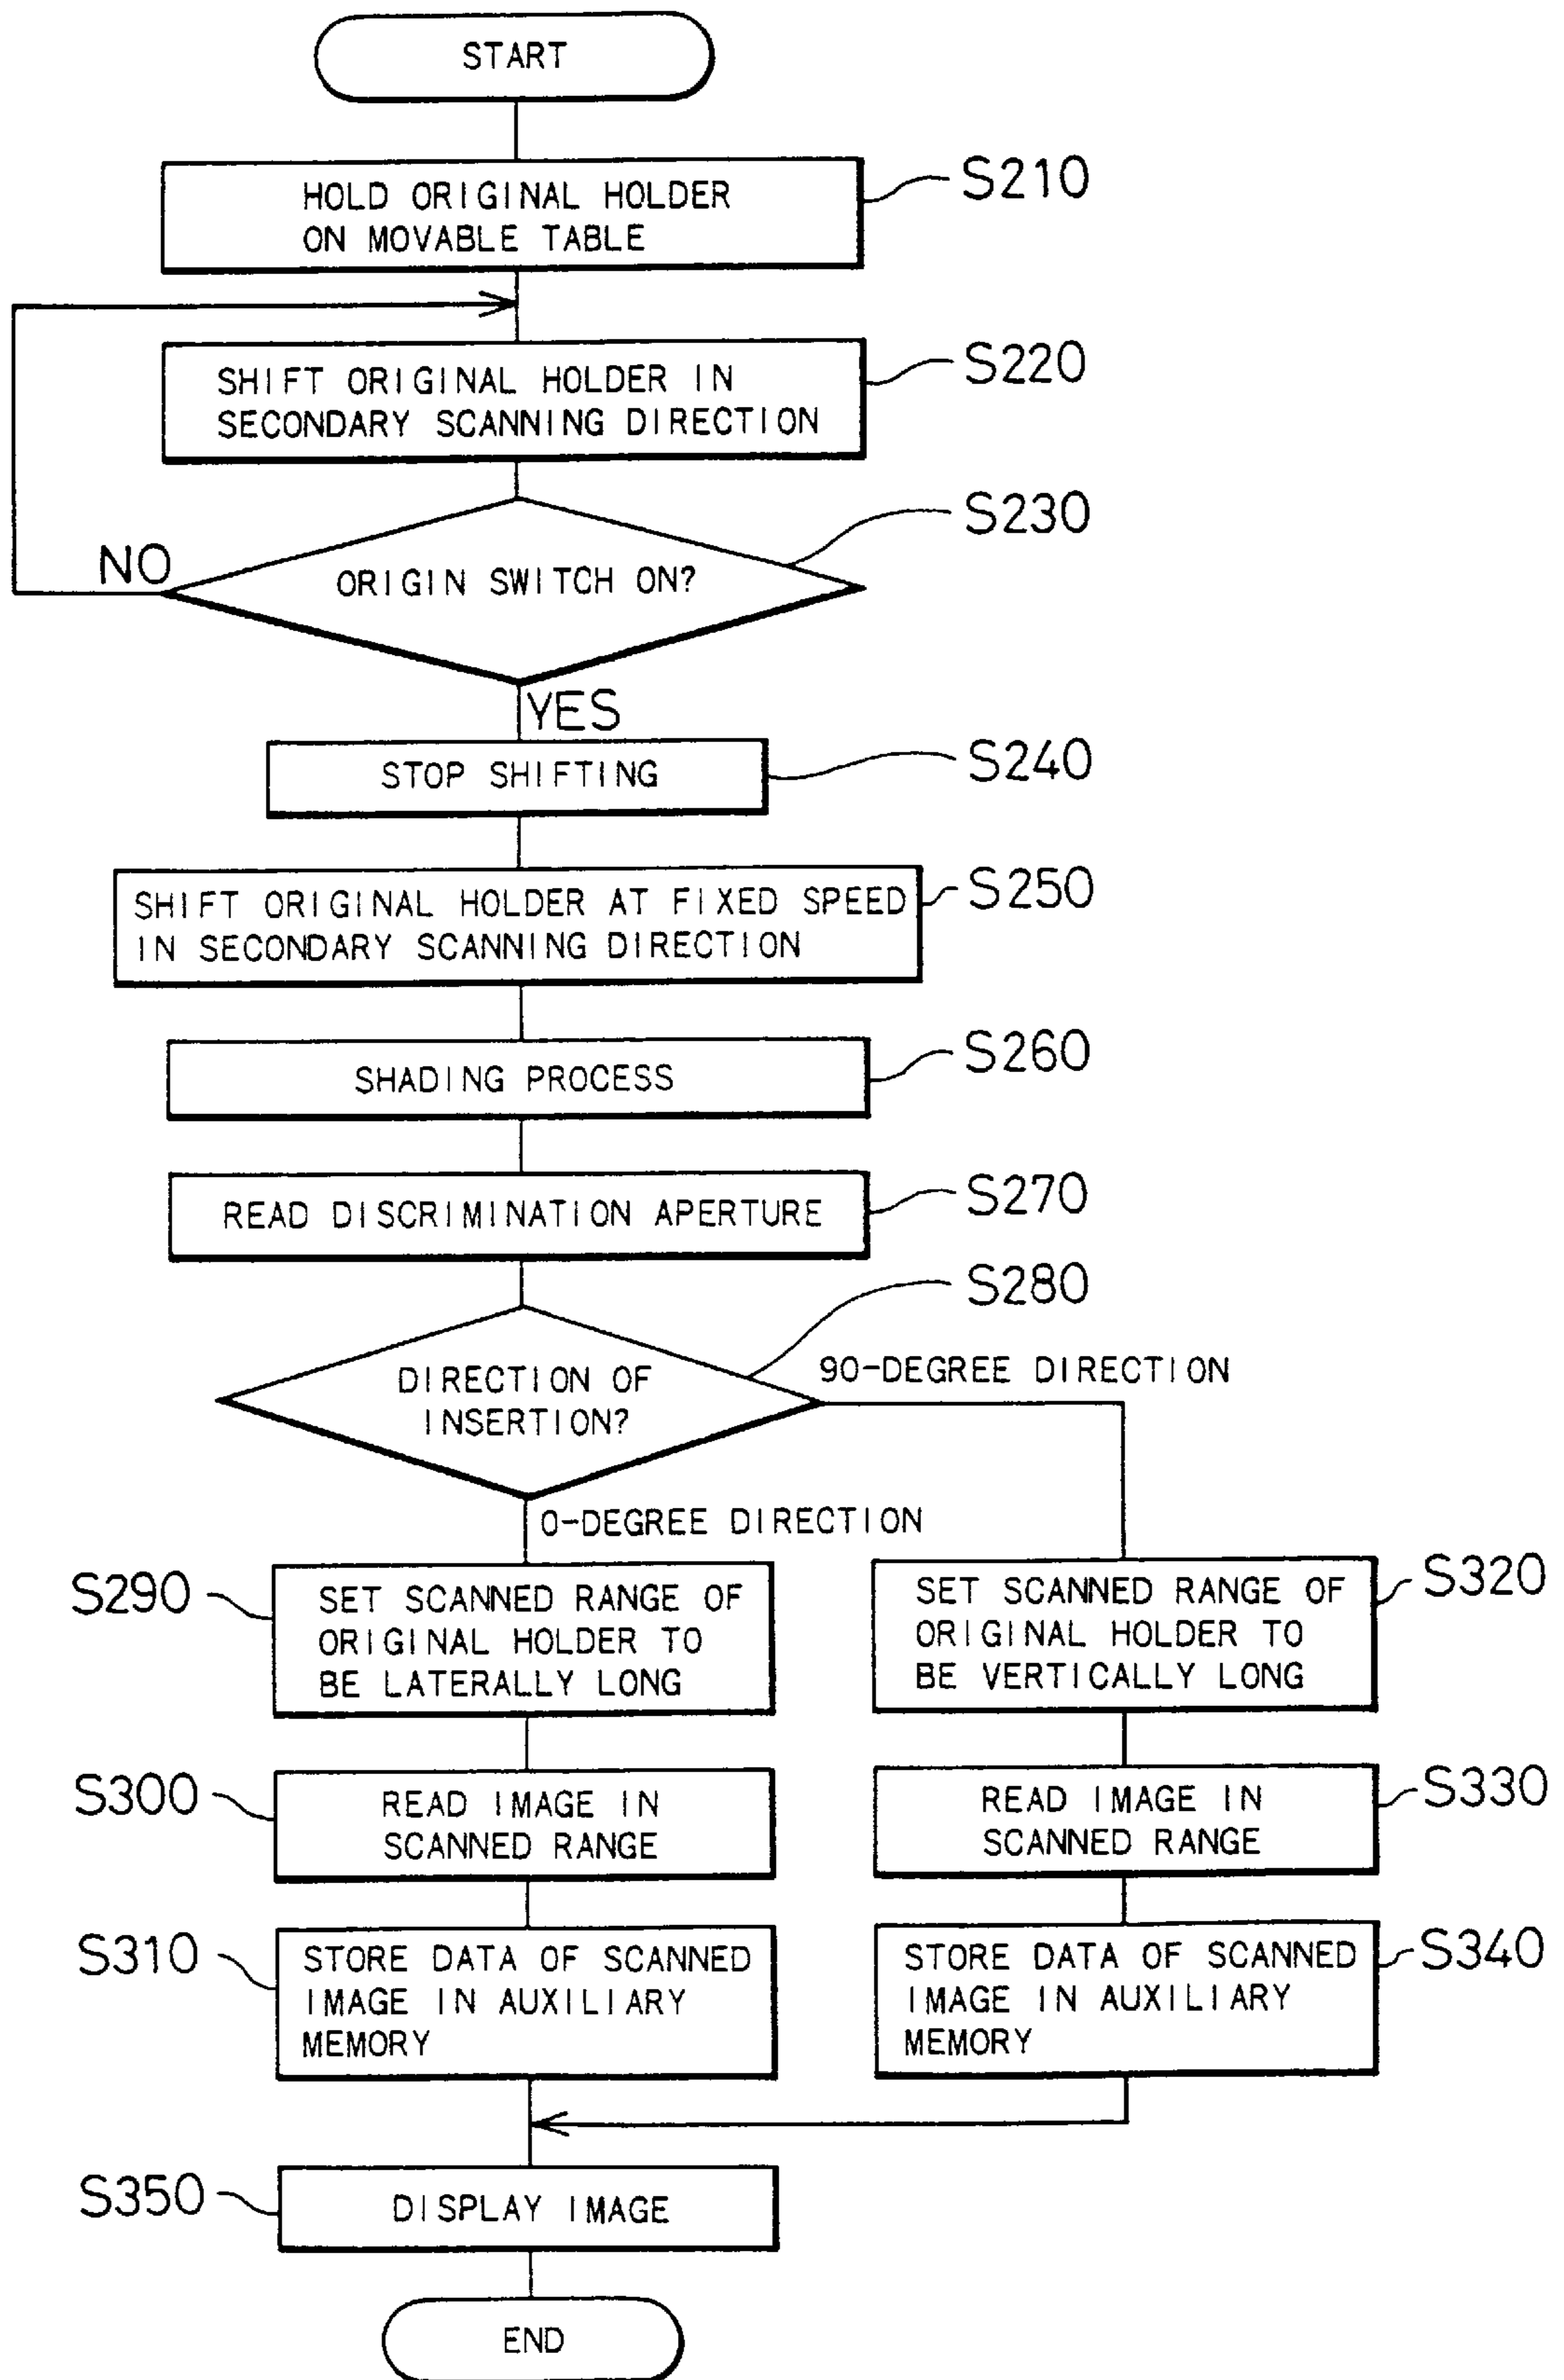 START
HOLD ORIGINAL HOLDER
ON MOVABLE TABLE
S210
SHIFT ORIGINAL HOLDER IN
SECONDARY SCANNING DIRECTION
S220
ORIGIN SWITCH ON?
S230
NO
YES
STOP SHIFTING
S240
SHIFT ORIGINAL HOLDER AT FIXED SPEED
IN SECONDARY SCANNING DIRECTION
S250
SHADING PROCESS
S260
READ DISCRIMINATION APERTURE
S270
DIRECTION OF
INSERTION?
S280
90-DEGREE DIRECTION
0-DEGREE DIRECTION
S290
SET SCANNED RANGE OF
ORIGINAL HOLDER TO
BE LATERALLY LONG
SET SCANNED RANGE OF
ORIGINAL HOLDER TO
BE VERTICALLY LONG
S320
S300
READ IMAGE IN
SCANNED RANGE
READ IMAGE IN
SCANNED RANGE
S330
S310
STORE DATA OF SCANNED
IMAGE IN AUXILIARY
MEMORY
STORE DATA OF SCANNED
IMAGE IN AUXILIARY
MEMORY
S340
S350
DISPLAY IMAGE
END